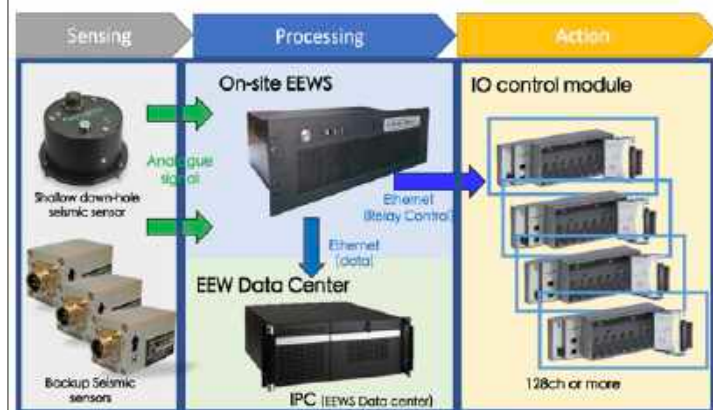 Sensing
Processing
Action
On-site EEWS
IO control module
Analogue
signal
Shallow down-hole
seismic sensor
Ethernet
(Relay Control)
Ethernet
(data)
EEW Data Center
Backup Seismic
sensors
IPC (EEWS Data center)
128ch or more